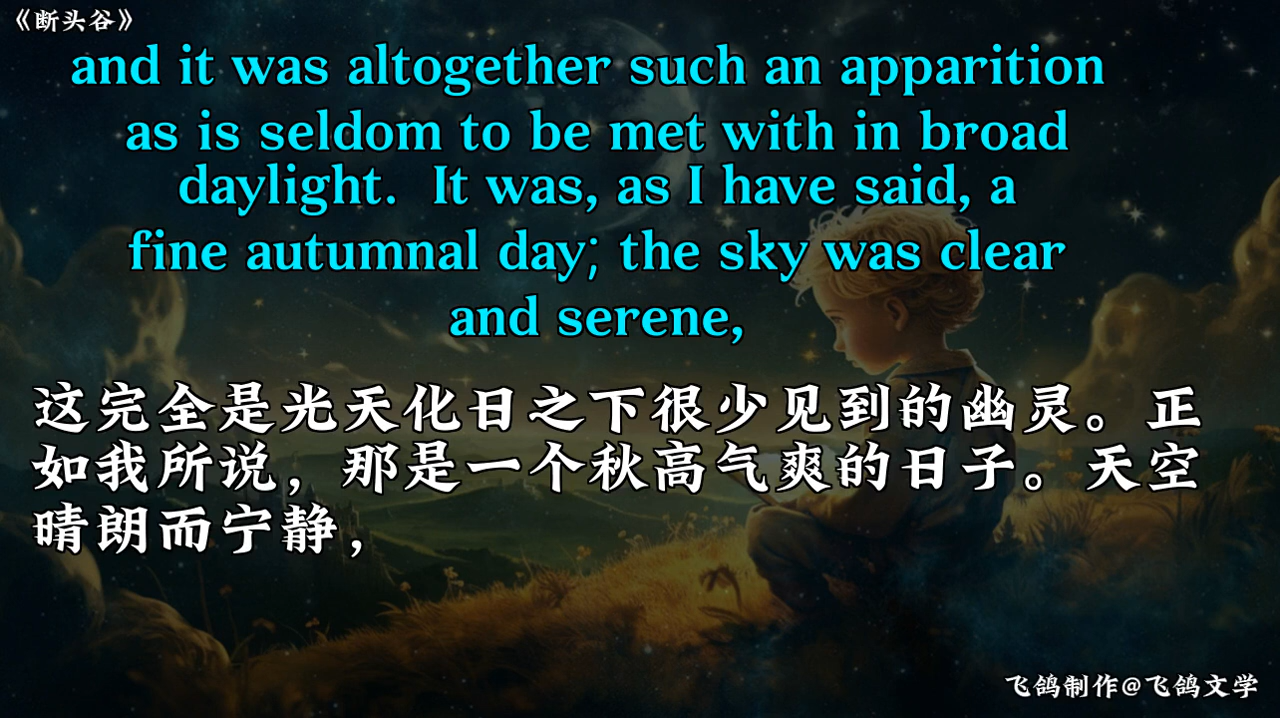 《断头谷》
and it was altogether such an apparition
as is seldom to be met with in broad
daylight.  It was, as I have said, a
fine autumnal day; the sky was clear
and serene,
这完全是光天化日之下很少见到的幽灵。正
如我所说，那是一个秋高气爽的日子。天空
晴朗而宁静，
飞鸽制作@飞鸽文学